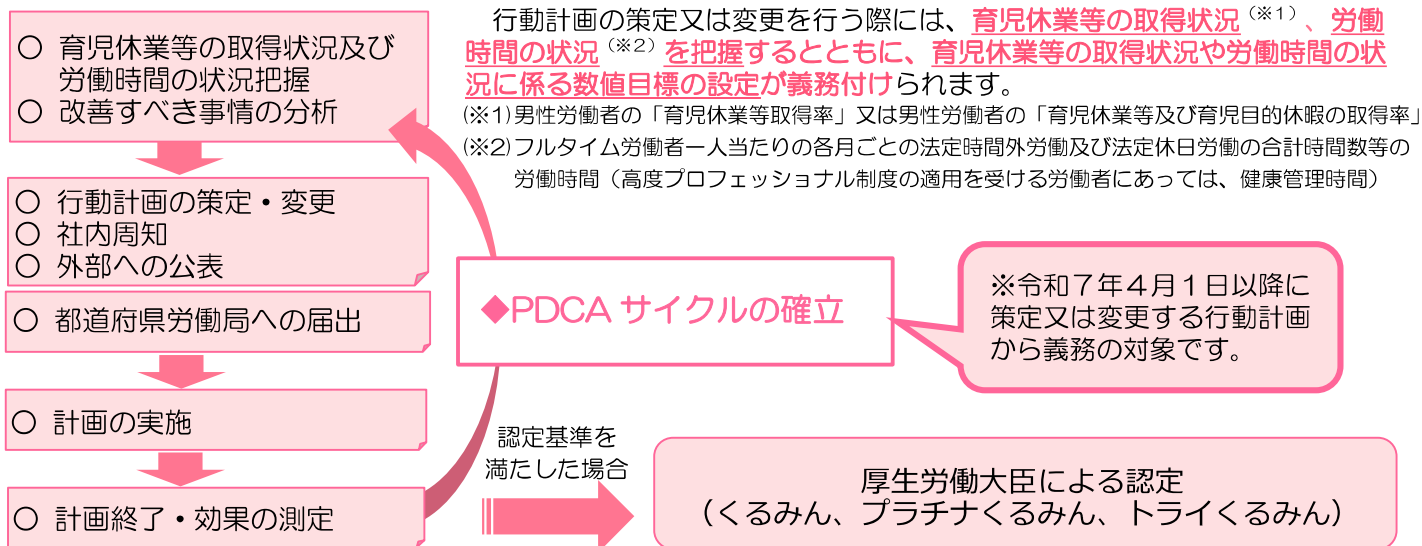 ○ 育児休業等の取得状況及び
労働時間の状況把握
○ 改善すべき事情の分析
○ 行動計画の策定・変更
○ 社内周知
○ 外部への公表
○ 都道府県労働局への届出
○ 計画の実施
○ 計画終了・効果の測定
行動計画の策定又は変更を行う際には、育児休業等の取得状況（※1）、労働
時間の状況（※2）を把握するとともに、育児休業等の取得状況や労働時間の状
況に係る数値目標の設定が義務付けられます。
(※1)男性労働者の「育児休業等取得率」又は男性労働者の「育児休業等及び育児目的休暇の取得率」
(※2)フルタイム労働者一人当たりの各月ごとの法定時間外労働及び法定休日労働の合計時間数等の
労働時間（高度プロフェッショナル制度の適用を受ける労働者にあっては、健康管理時間）
◆PDCA サイクルの確立
※令和７年４月１日以降に
策定又は変更する行動計画
から義務の対象です。
認定基準を
満たした場合
厚生労働大臣による認定
（くるみん、プラチナくるみん、トライくるみん）